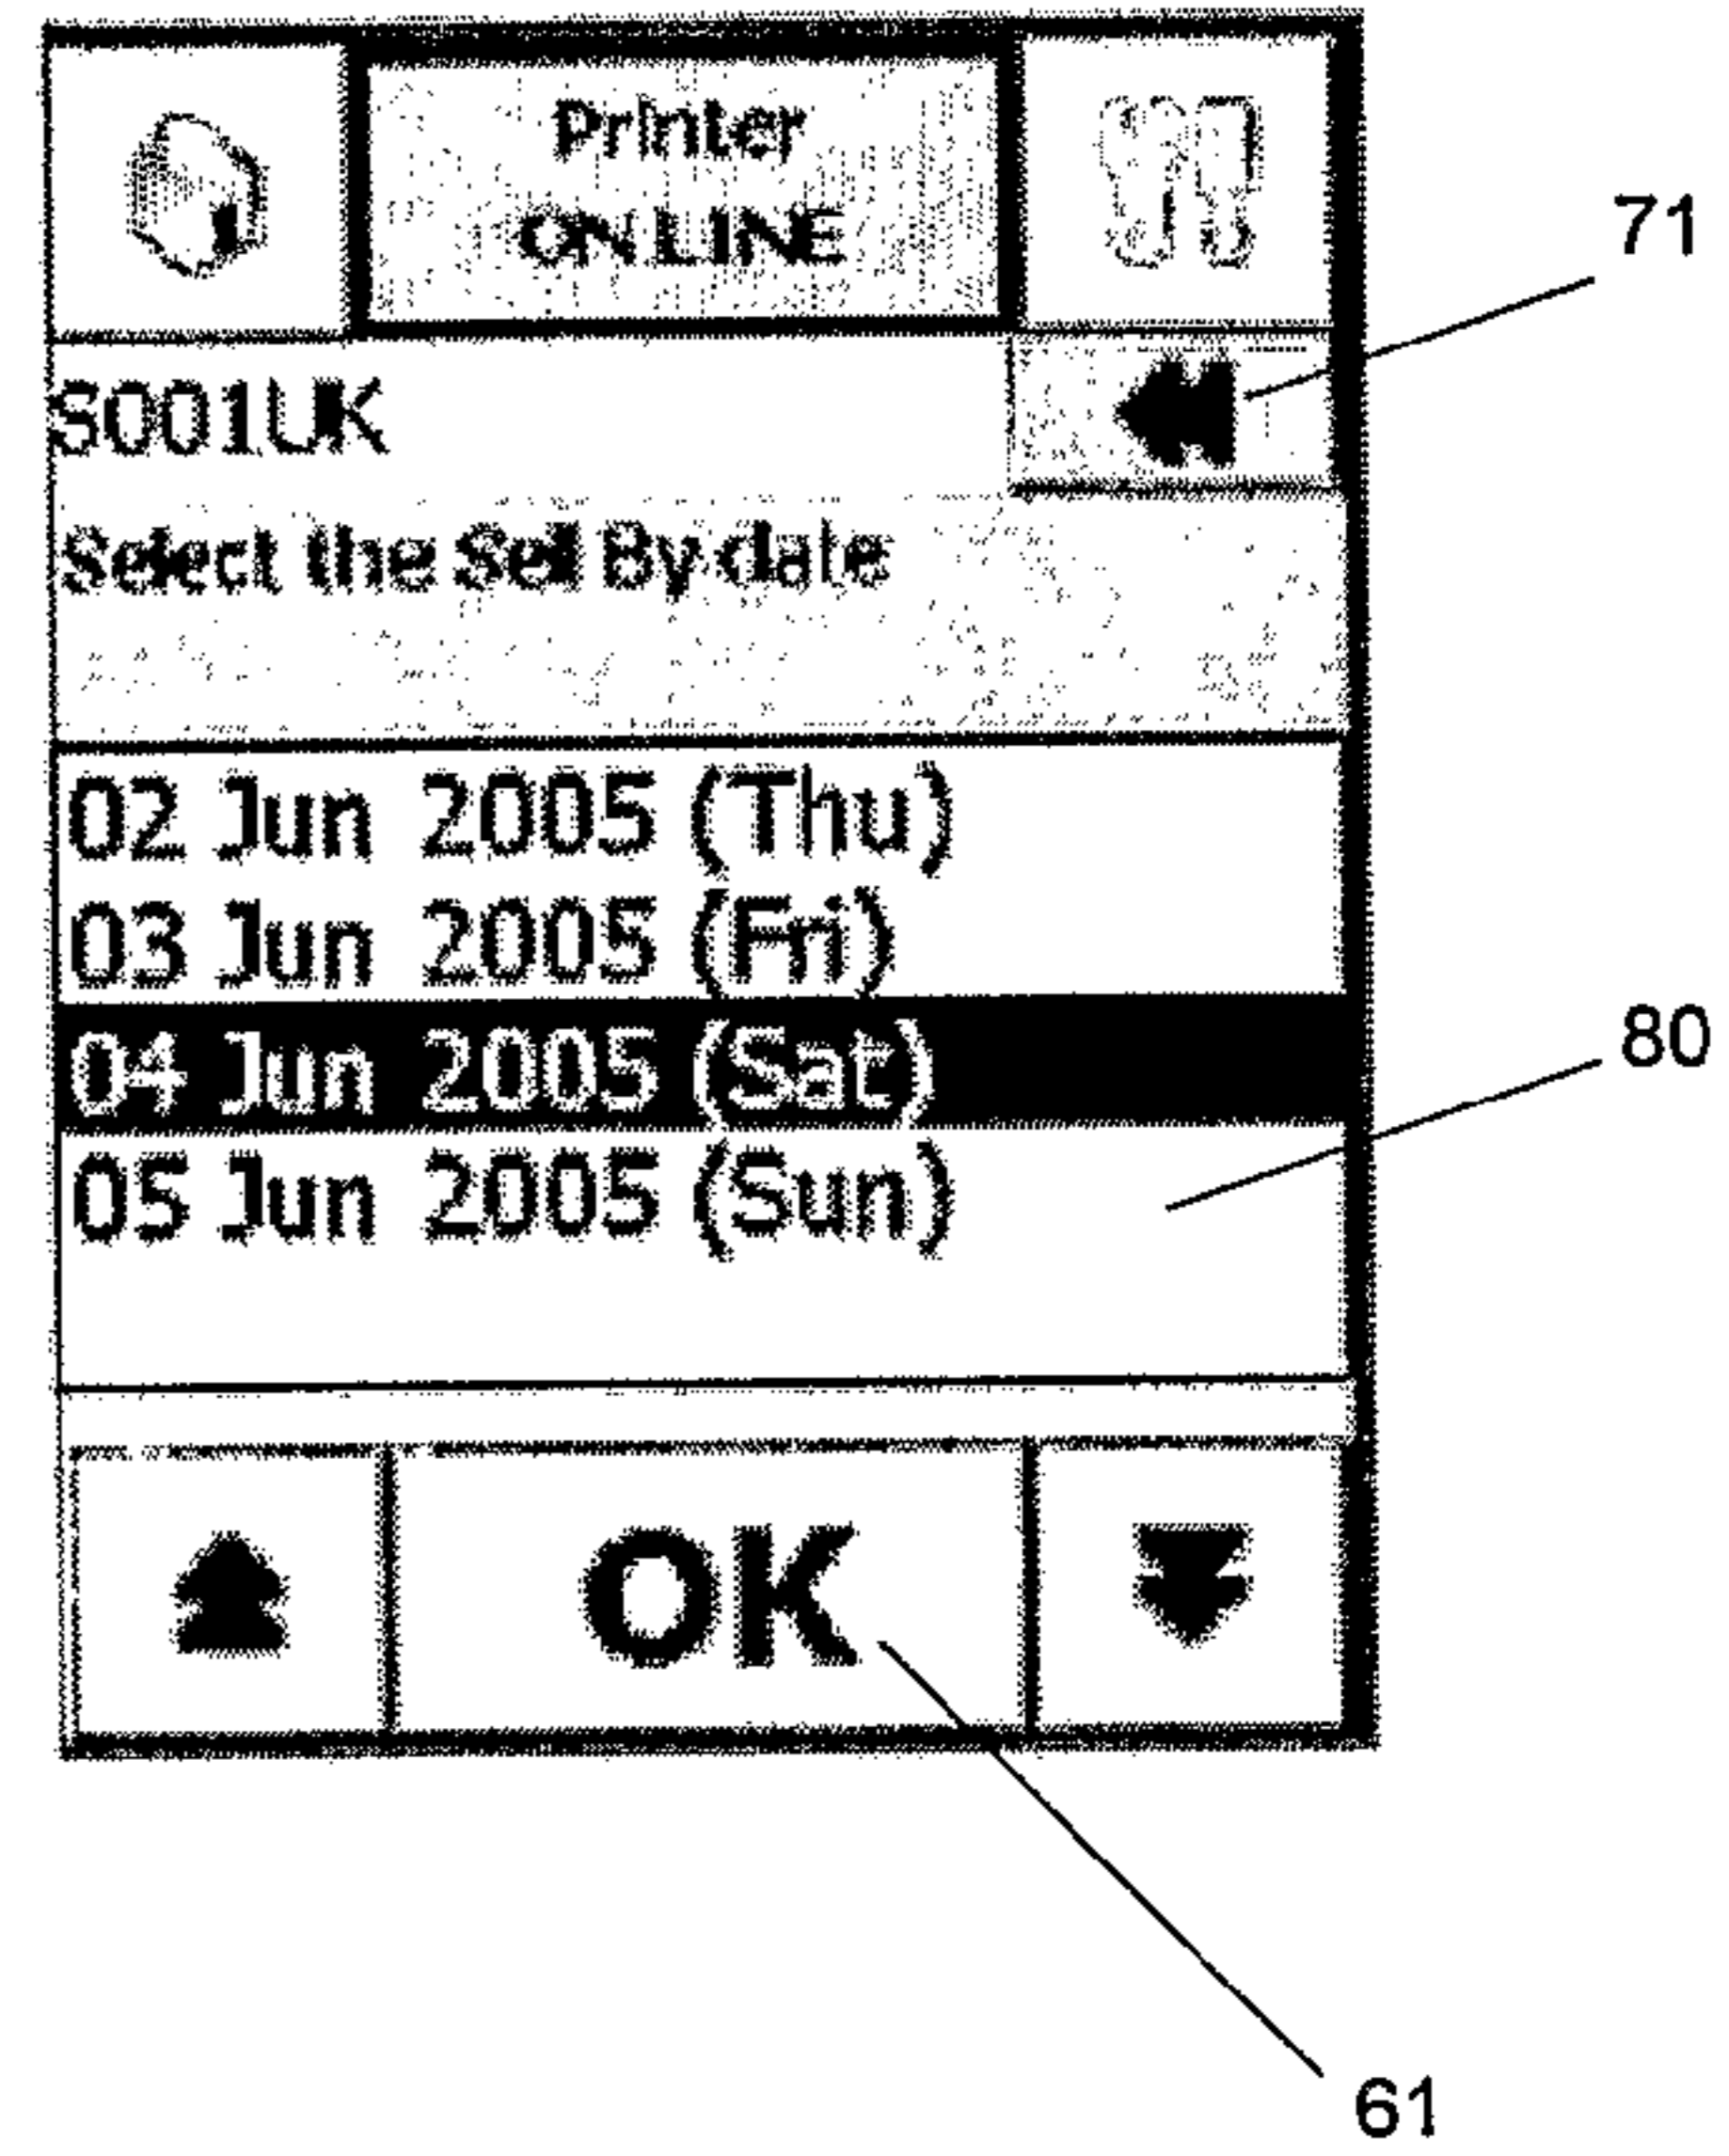 Printer
ON LINE
71
S001UK
Select the Sell By date
02 Jun 2005 (Thu)
03 Jun 2005 (Fri)
04 Jun 2005 (Sat)
80
05 Jun 2005 (Sun)
OK
61